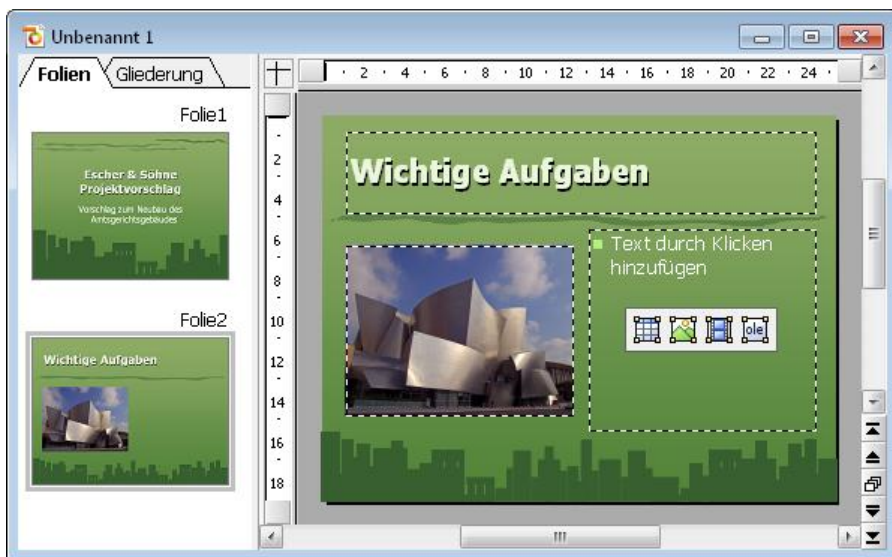 Unbenannt 1
Folien
Gliederung
Folie1
Escher & Söhne
Projektvorschlag
Vorschlag zum Neubau des
Amtsgerichtsgebäudes
Folie2
Wichtige Aufgaben
2 4 6 8 10 12 14 16 18 20 22 24
2
4
6
8
10
12
14
16
18
Wichtige Aufgaben
Text durch Klicken
hinzufügen
ole